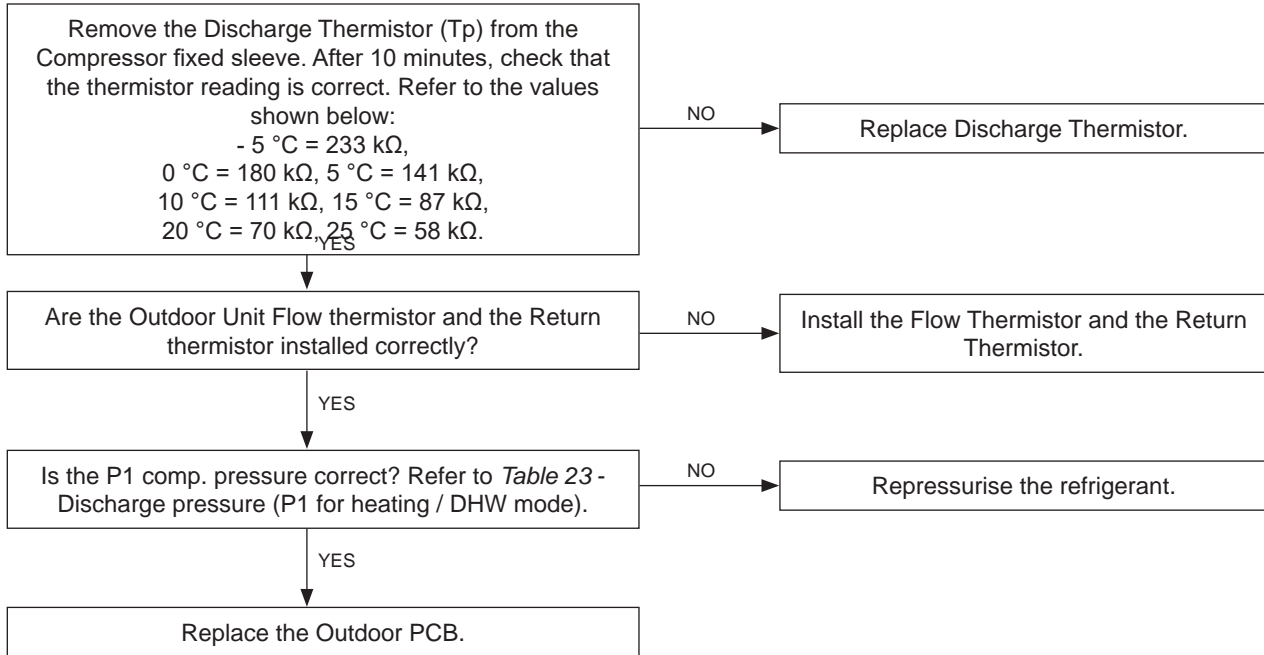 Remove the Discharge Thermistor (Tp) from the
Compressor fixed sleeve. After 10 minutes, check that
the thermistor reading is correct. Refer to the values
shown below:
- 5 °C = 233 kΩ,
0 °C = 180 kΩ, 5 °C = 141 kΩ,
10 °C = 111 kΩ, 15 °C = 87 kΩ,
20 °C = 70 kΩ, 25 °C = 58 kΩ.
NO
Replace Discharge Thermistor.
YES
Are the Outdoor Unit Flow thermistor and the Return
thermistor installed correctly?
NO
Install the Flow Thermistor and the Return
Thermistor.
YES
Is the P1 comp. pressure correct? Refer to Table 23 -
Discharge pressure (P1 for heating / DHW mode).
NO
Repressurise the refrigerant.
YES
Replace the Outdoor PCB.